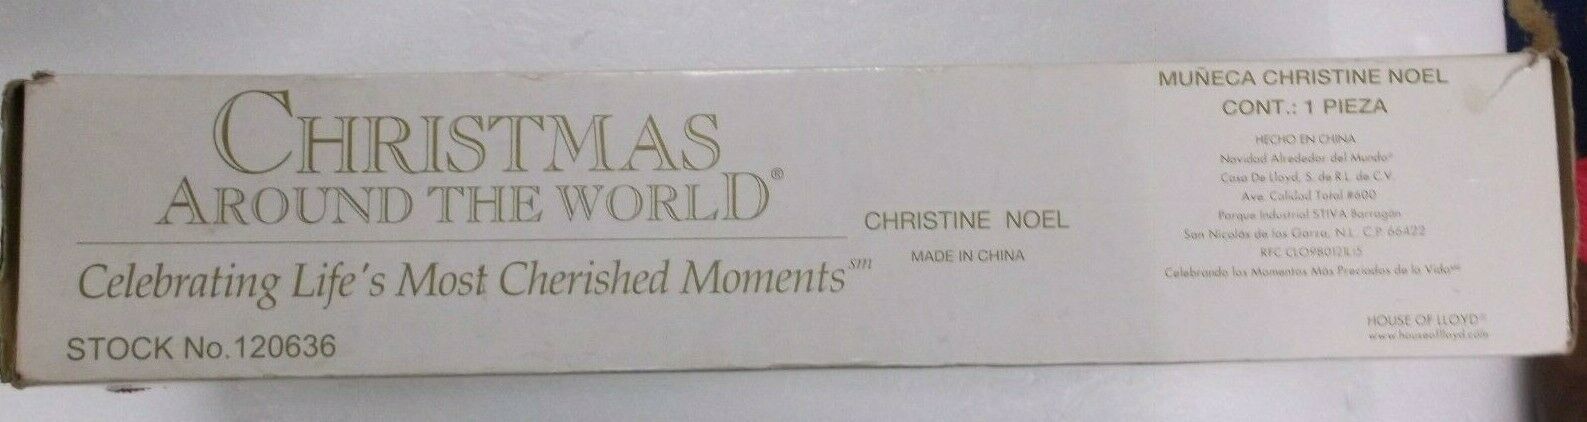 CHRISTMAS
AROUND THE WORLD®
Celebrating Life's Most Cherished Moments℠
STOCK No. 120636
CHRISTINE NOEL
MADE IN CHINA
MUÑECA CHRISTINE NOEL
CONT.: 1 PIEZA
HECHO EN CHINA
Navidad Alrededor del Mundo®
Casa De Lloyd, S. de R.L. de C.V.
Ave. Calidad Total #600
Parque Industrial STIVA Barragán
San Nicolás de los Garza, N.L. C.P. 66422
RFC CLO980121L15
Celebrando los Momentos Más Preciados de la Vida℠
HOUSE OF LLOYD®
www.houseoflloyd.com